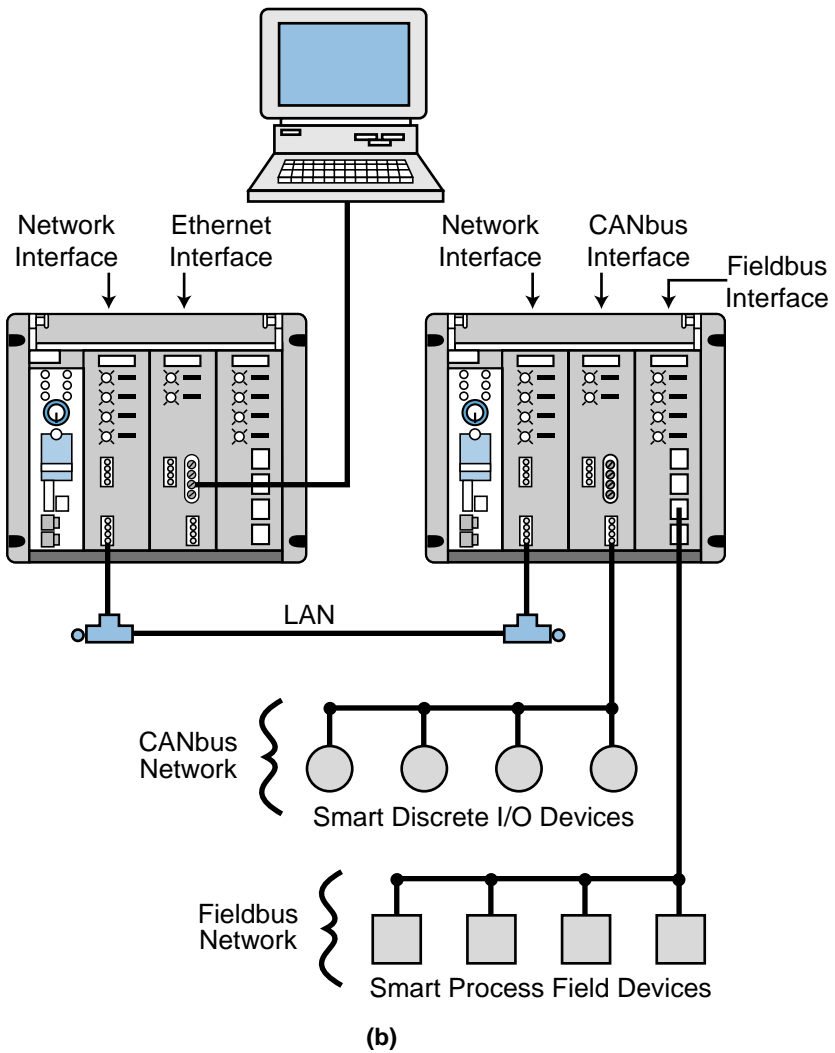 Network
Interface
Ethernet
Interface
Network
Interface
CANbus
Interface
Fieldbus
Interface
LAN
CANbus
Network
Smart Discrete I/O Devices
Fieldbus
Network
Smart Process Field Devices
(b)